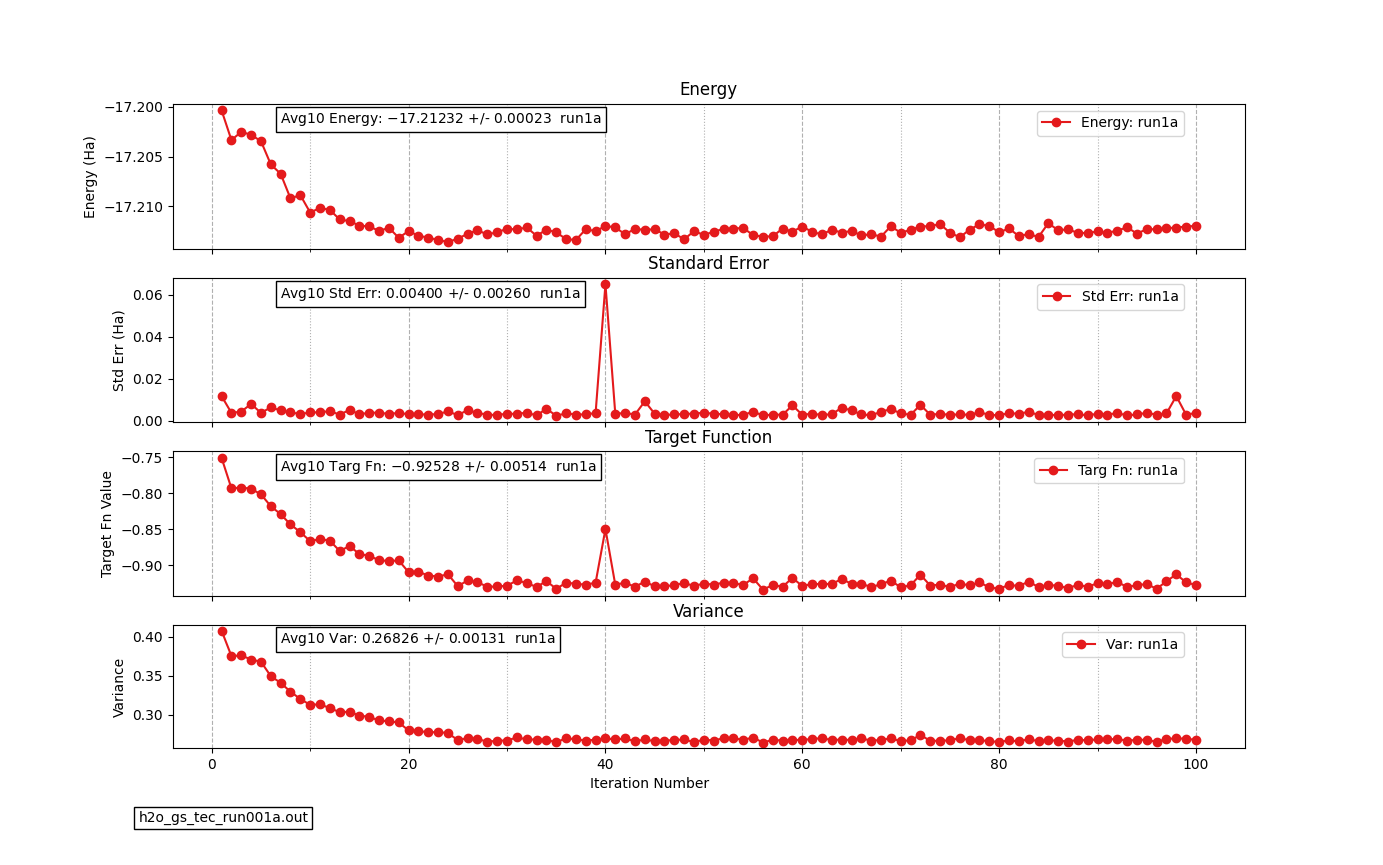 Energy
−17.200
−17.205
−17.210
Energy (Ha)
Avg10 Energy: −17.21232 +/- 0.00023 run1a
Energy: run1a
Standard Error
0.06
0.04
0.02
0.00
Std Err (Ha)
Avg10 Std Err: 0.00400 +/- 0.00260 run1a
Std Err: run1a
Target Function
−0.75
−0.80
−0.85
−0.90
Target Fn Value
Avg10 Targ Fn: −0.92528 +/- 0.00514 run1a
Targ Fn: run1a
Variance
0.40
0.35
0.30
Variance
Avg10 Var: 0.26826 +/- 0.00131 run1a
Var: run1a
0 20 40 60 80 100
Iteration Number
h2o_gs_tec_run001a.out